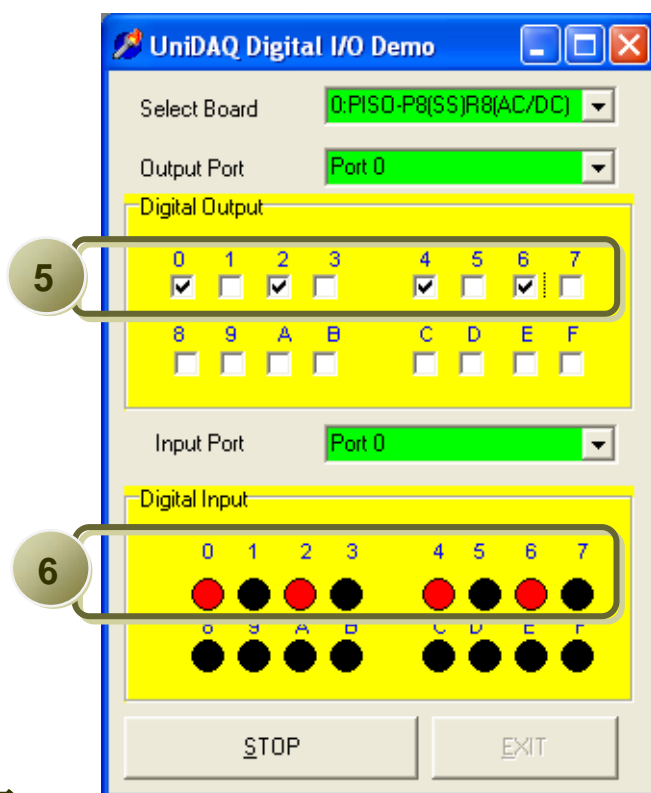 UniDAQ Digital I/O Demo
Select Board 0:PISO-P8(SS)R8(AC/DC)
Output Port Port 0
Digital Output
5
0 1 2 3 4 5 6 7
8 9 A B C D E F
Input Port Port 0
Digital Input
6
0 1 2 3 4 5 6 7
8 9 A B C D E F
STOP EXIT